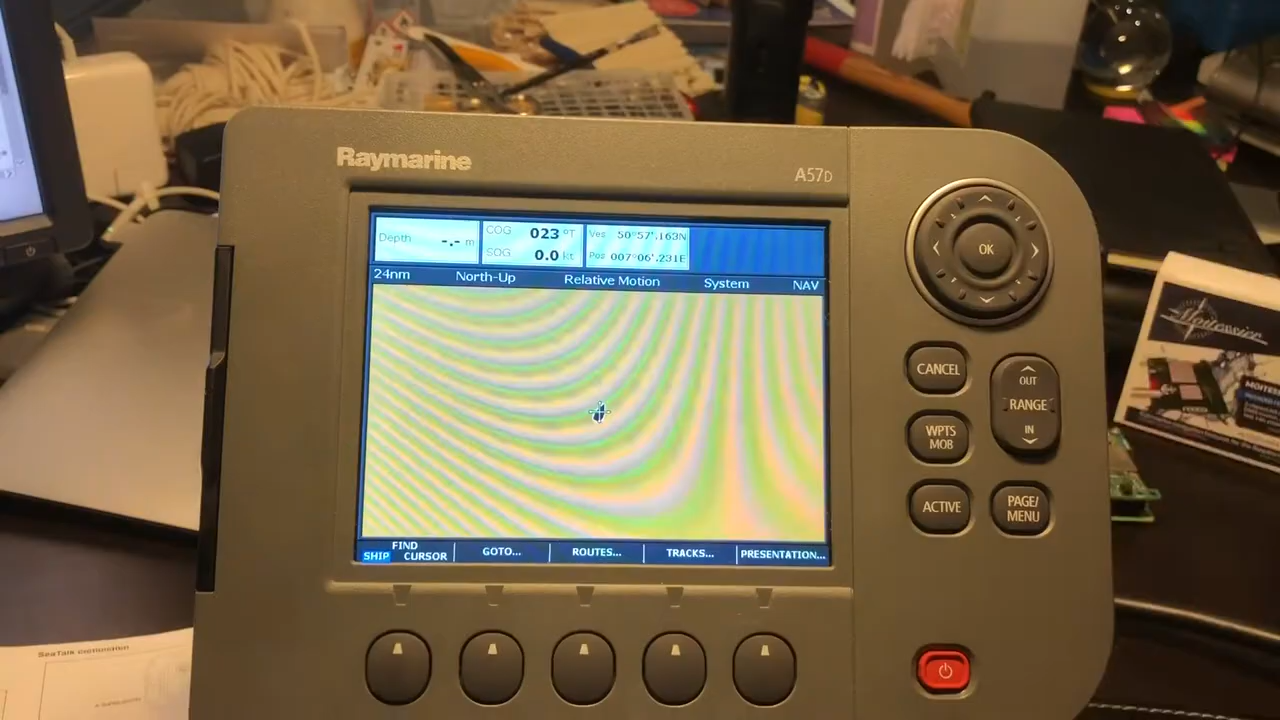 Raymarine
A57D
Depth -.- m
COG 023 °T
SOG 0.0 kt
Ves 50°57'.163N
Pos 007°06'.231E
24nm North-Up Relative Motion System NAV
FIND
SHIP CURSOR
GOTO...
ROUTES...
TRACKS...
PRESENTATION...
OK
CANCEL
OUT
RANGE
IN
WPTS
MOB
ACTIVE
PAGE/
MENU
Moitessier
SeaTalk